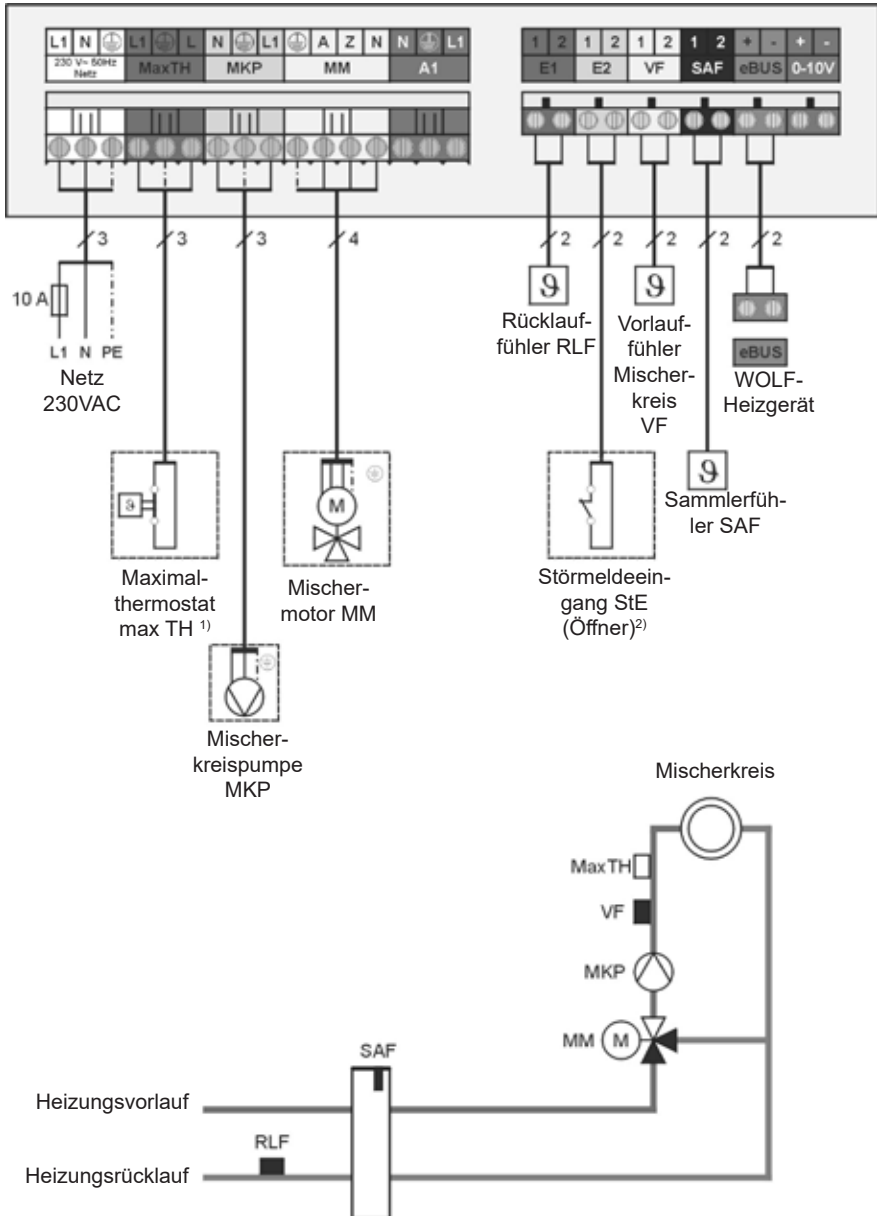 L1 N L1 L N L1 A Z N N L1
230 V~ 50Hz
Netz
MaxTH MKP MM A1
1 2 1 2 1 2 1 2 + - + -
E1 E2 VF SAF eBUS 0-10V
3 3 3 4 2 2 2 2 2
10 A
L1 N PE
Netz
230VAC
Rücklauf-
fühler RLF
Vorlauf-
fühler
Mischer-
kreis
VF
eBUS
WOLF-
Heizgerät
M
Maximal-
thermostat
max TH 1)
Mischer-
motor MM
Störmeldeein-
gang StE
(Öffner)2)
ϑ
ϑ
ϑ
ϑ
Sammlerfüh-
ler SAF
Mischer-
kreispumpe
MKP
Mischerkreis
MaxTH
VF
MKP
MM M
SAF
Heizungsvorlauf
RLF
Heizungsrücklauf